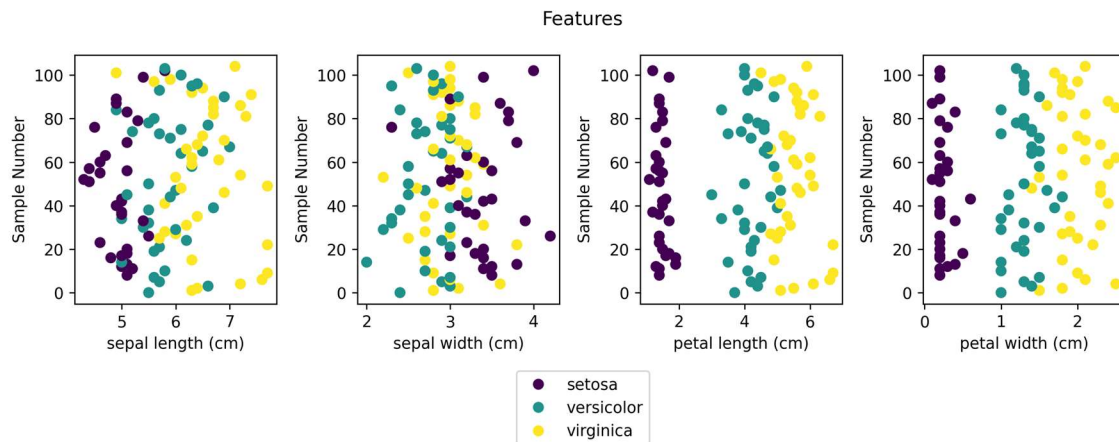 Features
Sample Number
100
80
60
40
20
0
5 6 7
sepal length (cm)
Sample Number
100
80
60
40
20
0
2 3 4
sepal width (cm)
Sample Number
100
80
60
40
20
0
2 4 6
petal length (cm)
Sample Number
100
80
60
40
20
0
0 1 2
petal width (cm)
setosa
versicolor
virginica